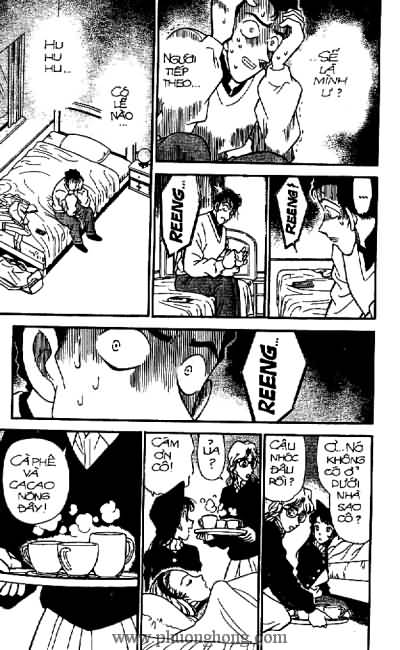 ...SẼ
LÀ MÌNH
Ư?
NGƯỜI
TIẾP
THEO...
HU
HU
HU...
CÓ
LẼ NÀO
...
REENG...
REENG...
REENG...
Ơ...NÓ
KHÔNG
CÓ Ở
DƯỚI
NHÀ
SAO
CÔ?
CẬU
NHÓC
ĐÂU
RỒI?
ỦA
?
CẢM
ƠN
CÔ!
CÀ PHÊ
VÀ
CACAO
NÓNG
ĐÂY!
www.phuonghong.com